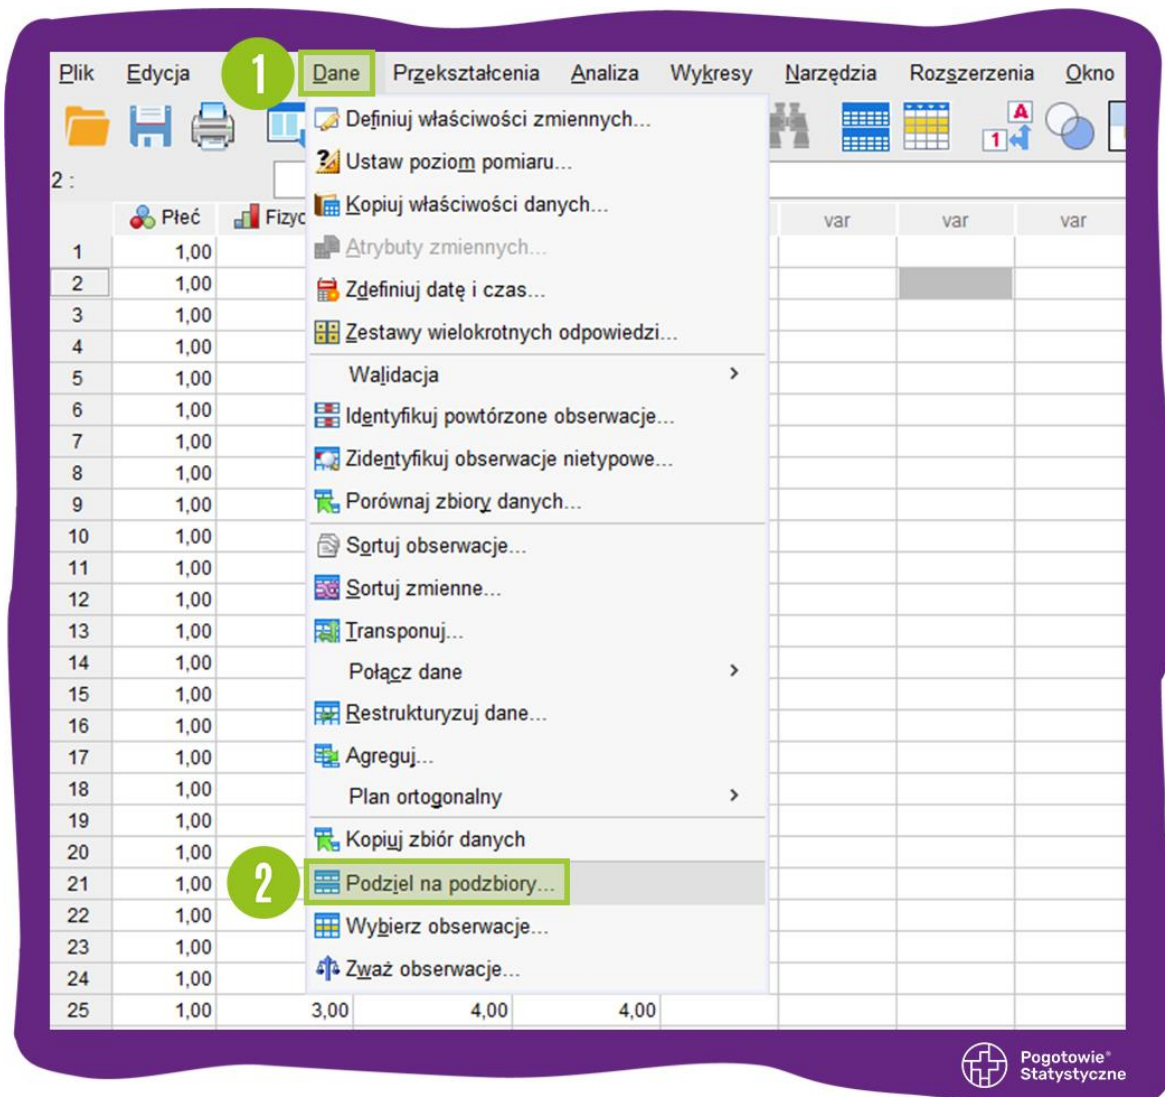 Plik Edycja 1 Dane Przekształcenia Analiza Wykresy Narzędzia Rozszerzenia Okno
Definiuj właściwości zmiennych...
A
1
Ustaw poziom pomiaru...
2 :
Kopiuj właściwości danych...
Płeć Fizyc var var var
Atrybuty zmiennych...
1 1,00
2 1,00
Zdefiniuj datę i czas...
3 1,00
Zestawy wielokrotnych odpowiedzi...
4 1,00
5 1,00
Walidacja
6 1,00
Identyfikuj powtórzone obserwacje...
7 1,00
Zidentyfikuj obserwacje nietypowe...
8 1,00
9 1,00
Porównaj zbiory danych...
10 1,00
Sortuj obserwacje...
11 1,00
12 1,00
Sortuj zmienne...
13 1,00
Transponuj...
14 1,00
Połącz dane
15 1,00
16 1,00
Restrukturyzuj dane...
17 1,00
Agreguj...
18 1,00
Plan ortogonalny
19 1,00
20 1,00
Kopiuj zbiór danych
21 1,00
2 Podziel na podzbiory...
22 1,00
Wybierz obserwacje...
23 1,00
24 1,00
Zważ obserwacje...
25 1,00 3,00 4,00 4,00
Pogotowie®
Statystyczne